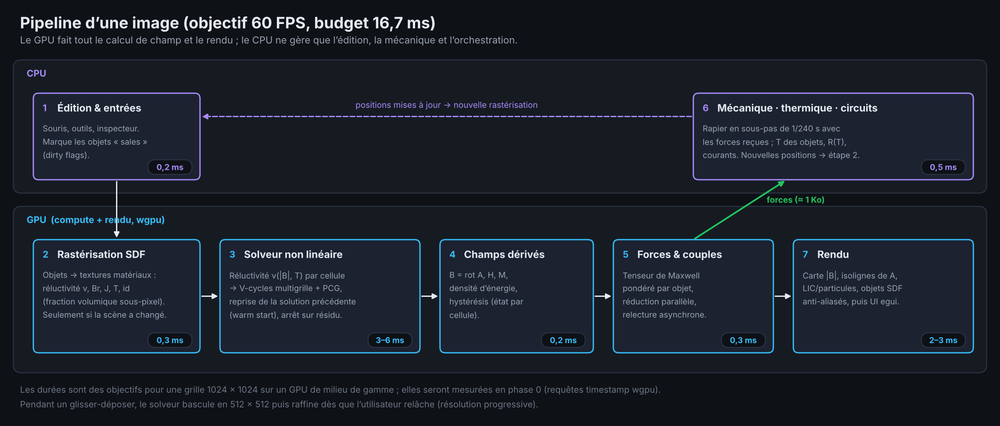 Pipeline d’une image (objectif 60 FPS, budget 16,7 ms)
Le GPU fait tout le calcul de champ et le rendu ; le CPU ne gère que l’édition, la mécanique et l’orchestration.
CPU
1 Édition & entrées
Souris, outils, inspecteur.
Marque les objets « sales »
(dirty flags).
0,2 ms
positions mises à jour → nouvelle rastérisation
6 Mécanique · thermique · circuits
Rapier en sous-pas de 1/240 s avec
les forces reçues ; T des objets, R(T),
courants. Nouvelles positions → étape 2.
0,5 ms
forces (≈ 1 Ko)
GPU (compute + rendu, wgpu)
2 Rastérisation SDF
Objets → textures matériaux :
réluctivité ν, Br, J, T, id
(fraction volumique sous-pixel).
Seulement si la scène a changé.
0,3 ms
3 Solveur non linéaire
Réluctivité ν(|B|, T) par cellule
→ V-cycles multigrille + PCG,
reprise de la solution précédente
(warm start), arrêt sur résidu.
3–6 ms
4 Champs dérivés
B = rot A, H, M,
densité d’énergie,
hystérésis (état par
cellule).
0,2 ms
5 Forces & couples
Tenseur de Maxwell
pondéré par objet,
réduction parallèle,
relecture asynchrone.
0,3 ms
7 Rendu
Carte |B|, isolignes de A,
LIC/particules, objets SDF
anti-aliasés, puis UI egui.
2–3 ms
Les durées sont des objectifs pour une grille 1024 × 1024 sur un GPU de milieu de gamme ; elles seront mesurées en phase 0 (requêtes timestamp wgpu).
Pendant un glisser-déposer, le solveur bascule en 512 × 512 puis raffine dès que l’utilisateur relâche (résolution progressive).